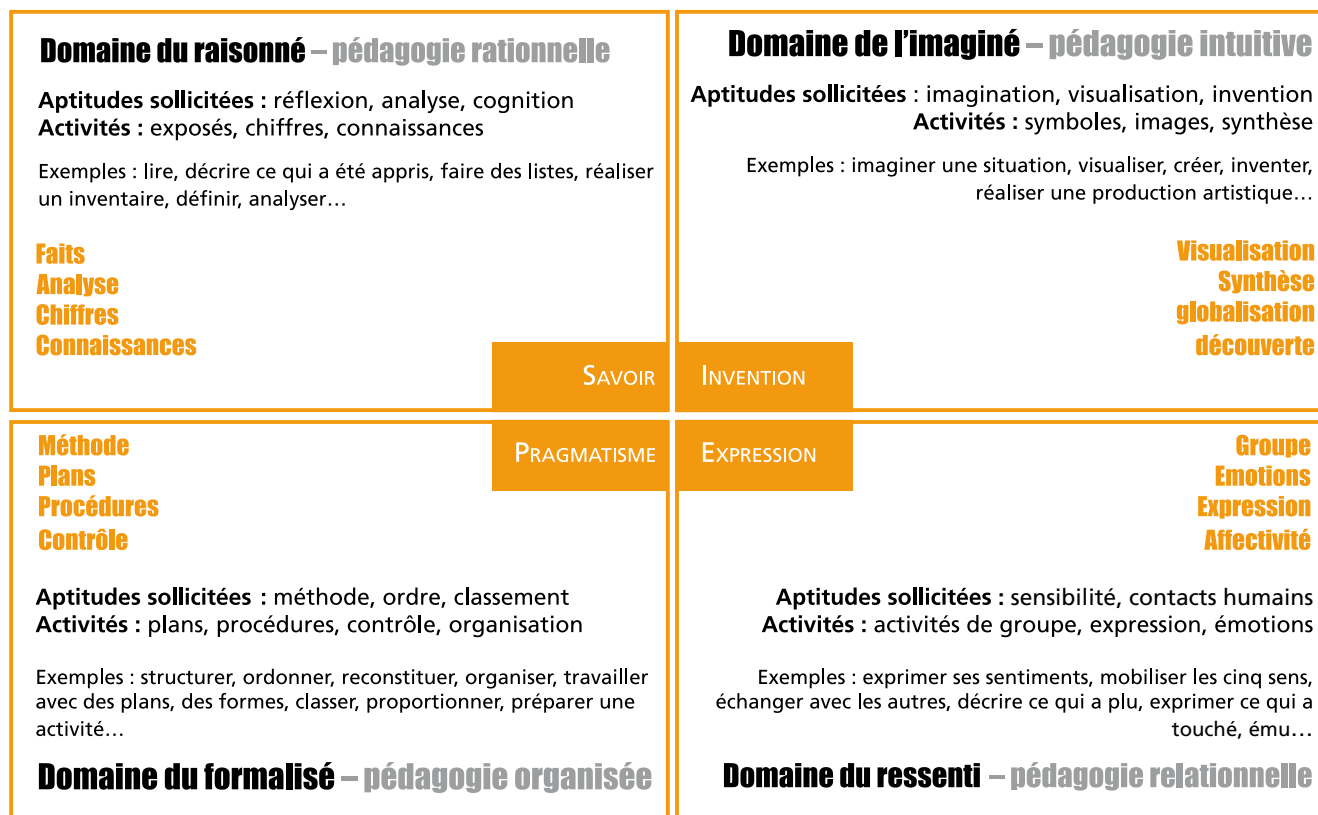 Domaine du raisonné – pédagogie rationnelle
Aptitudes sollicitées : réflexion, analyse, cognition
Activités : exposés, chiffres, connaissances
Exemples : lire, décrire ce qui a été appris, faire des listes, réaliser
un inventaire, définir, analyser…
Faits
Analyse
Chiffres
Connaissances
Savoir
Domaine de l’imaginé – pédagogie intuitive
Aptitudes sollicitées : imagination, visualisation, invention
Activités : symboles, images, synthèse
Exemples : imaginer une situation, visualiser, créer, inventer,
réaliser une production artistique…
Visualisation
Synthèse
globalisation
découverte
Invention
Pragmatisme
Méthode
Plans
Procédures
Contrôle
Aptitudes sollicitées : méthode, ordre, classement
Activités : plans, procédures, contrôle, organisation
Exemples : structurer, ordonner, reconstituer, organiser, travailler
avec des plans, des formes, classer, proportionner, préparer une
activité…
Domaine du formalisé – pédagogie organisée
Expression
Groupe
Emotions
Expression
Affectivité
Aptitudes sollicitées : sensibilité, contacts humains
Activités : activités de groupe, expression, émotions
Exemples : exprimer ses sentiments, mobiliser les cinq sens,
échanger avec les autres, décrire ce qui a plu, exprimer ce qui a
touché, ému…
Domaine du ressenti – pédagogie relationnelle